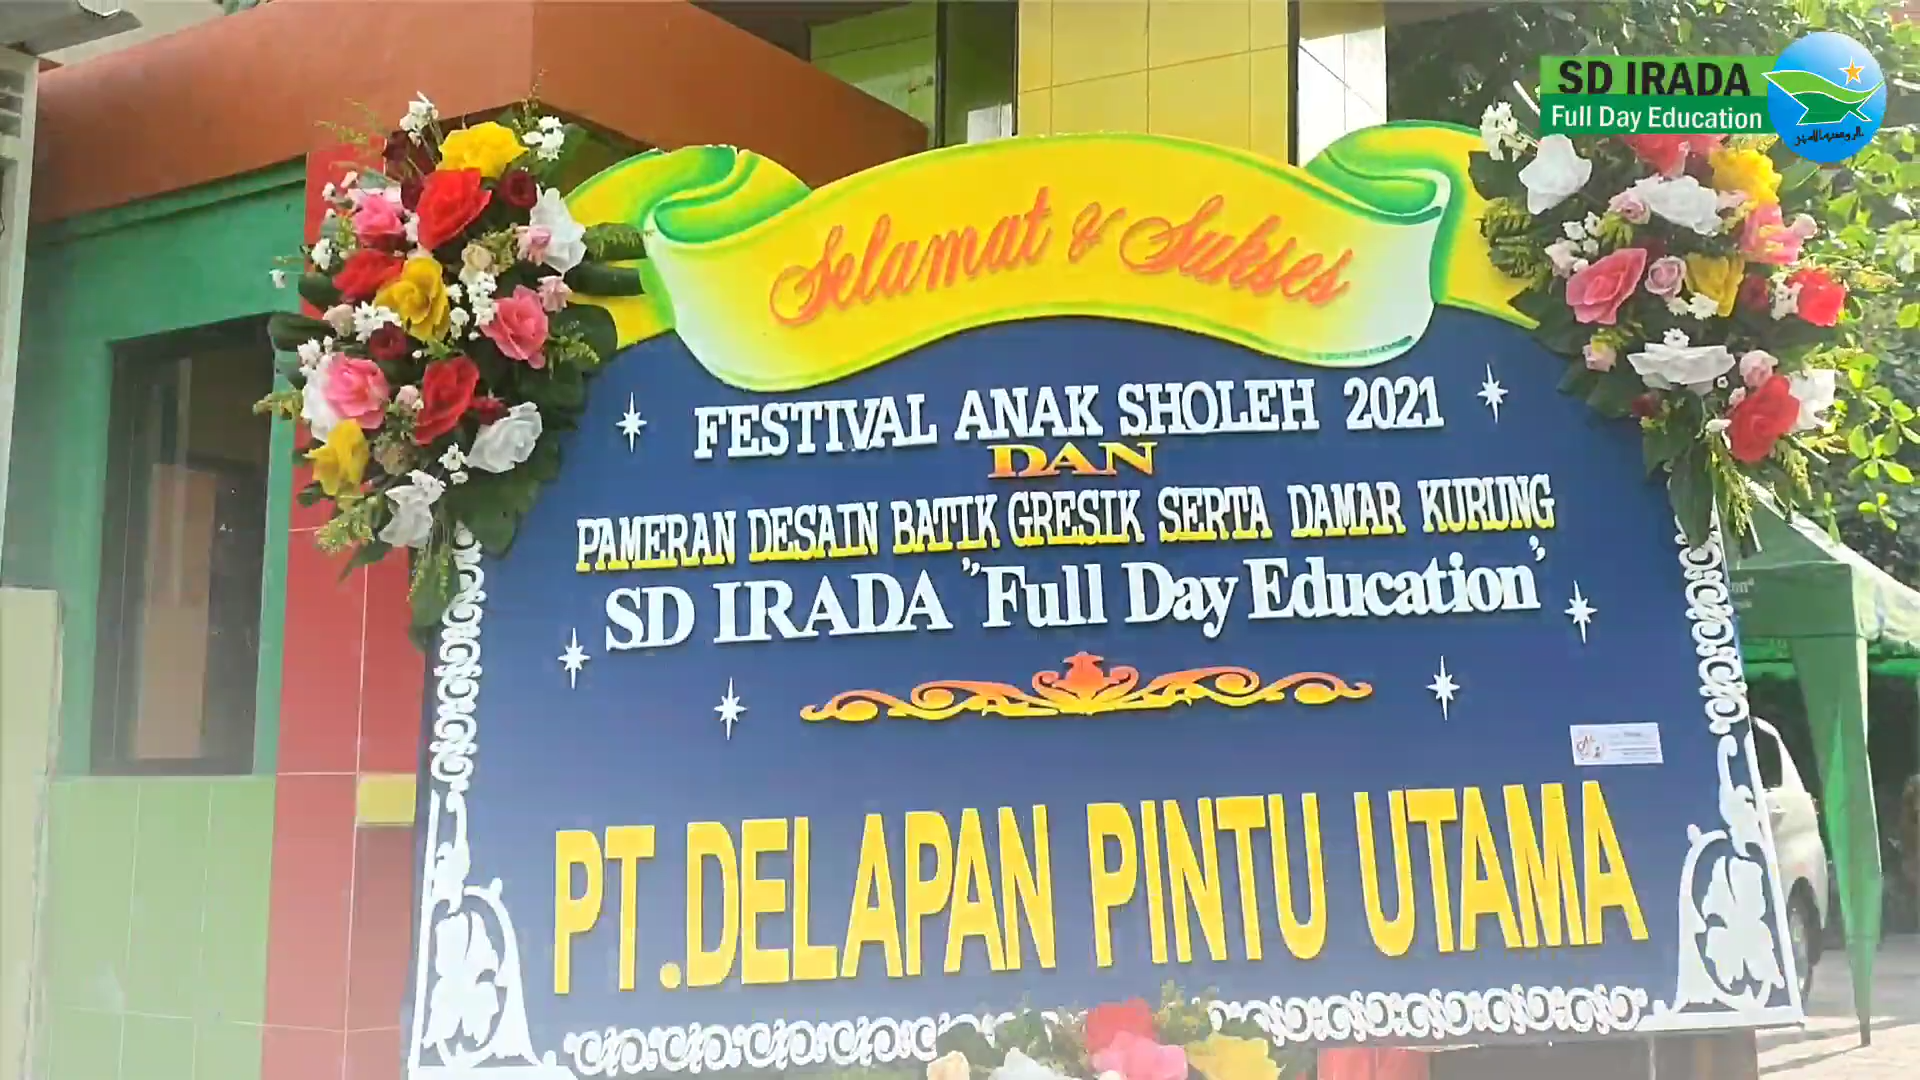 SD IRADA
Full Day Education
Selamat & Sukses
FESTIVAL ANAK SHOLEH 2021
DAN
PAMERAN DESAIN BATIK GRESIK SERTA DAMAR KURUNG
SD IRADA "Full Day Education"
PT.DELAPAN PINTU UTAMA